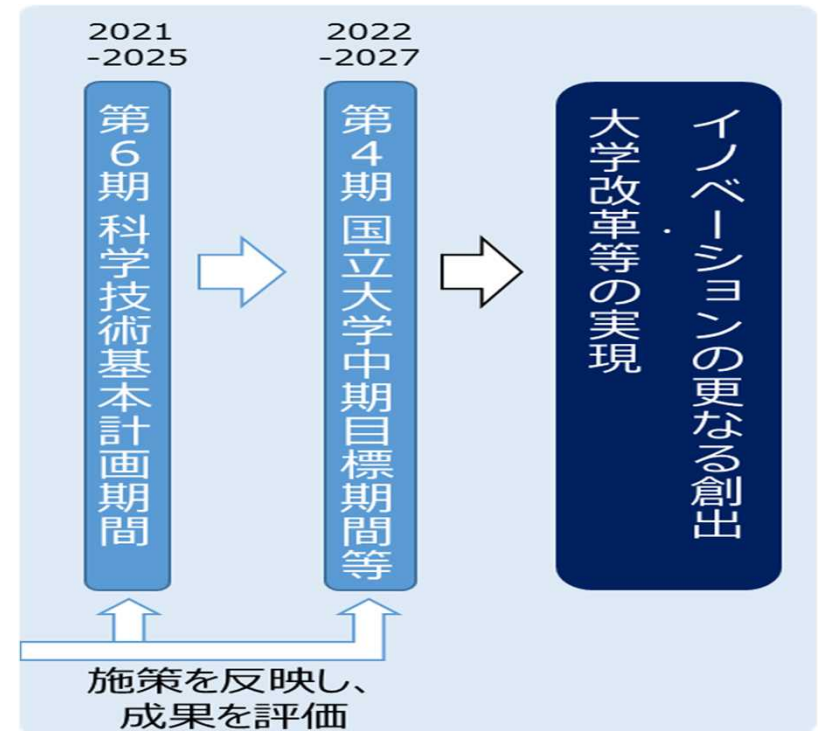 2021
-2025
2022
-2027
第6期 科学技術基本計画期間
第4期 国立大学中期目標期間等
イノベーションの更なる創出
大学改革等の実現
施策を反映し、
成果を評価